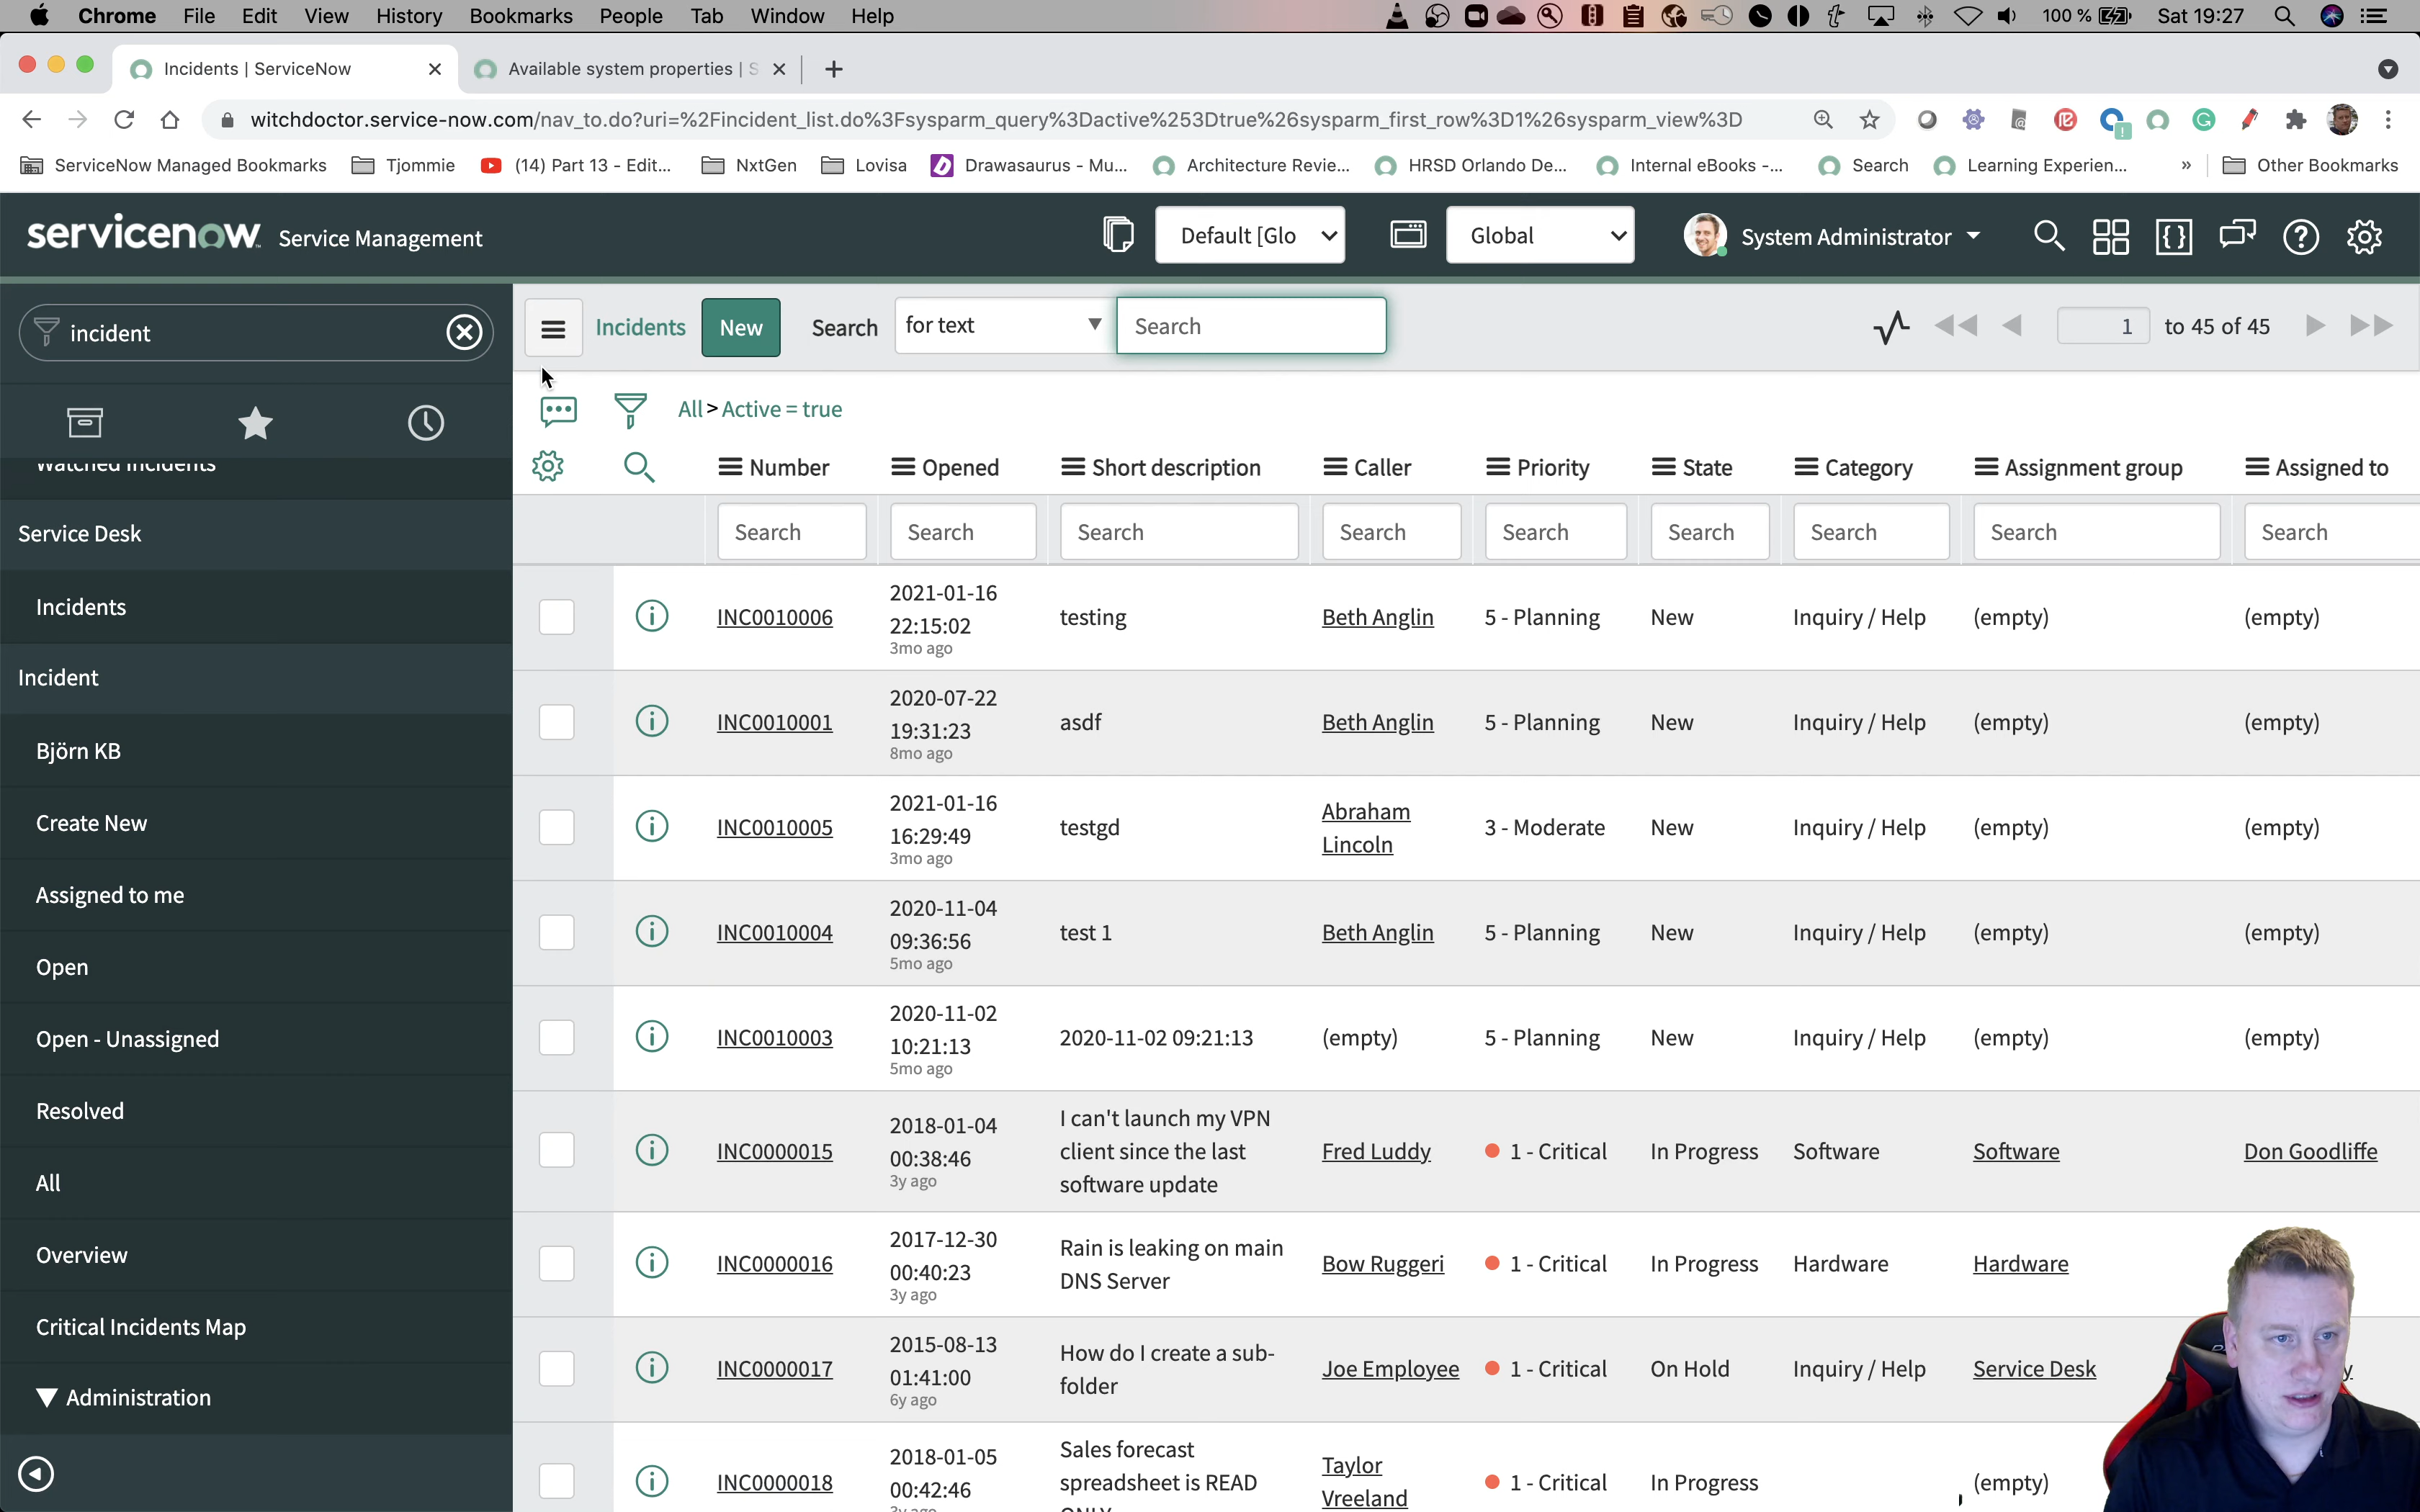 Chrome File Edit View History Bookmarks People Tab Window Help 100 % Sat 19:27
Incidents | ServiceNow Available system properties | S
witchdoctor.service-now.com/nav_to.do?uri=%2Fincident_list.do%3Fsysparm_query%3Dactive%253Dtrue%26sysparm_first_row%3D1%26sysparm_view%3D
ServiceNow Managed Bookmarks Tjommie (14) Part 13 - Edit... NxtGen Lovisa Drawasaurus - Mu... Architecture Revie... HRSD Orlando De... Internal eBooks -... Search Learning Experien... » Other Bookmarks
servicenow Service Management Default [Glo Global System Administrator
incident
Watched Incidents
Service Desk
Incidents
Incident
Björn KB
Create New
Assigned to me
Open
Open - Unassigned
Resolved
All
Overview
Critical Incidents Map
Administration
Incidents New Search for text Search 1 to 45 of 45
All > Active = true
Number Opened Short description Caller Priority State Category Assignment group Assigned to
Search Search Search Search Search Search Search Search Search
2021-01-16
INC0010006 22:15:02 testing Beth Anglin 5 - Planning New Inquiry / Help (empty) (empty)
3mo ago
2020-07-22
INC0010001 19:31:23 asdf Beth Anglin 5 - Planning New Inquiry / Help (empty) (empty)
8mo ago
2021-01-16 Abraham
INC0010005 16:29:49 testgd Lincoln 3 - Moderate New Inquiry / Help (empty) (empty)
3mo ago
2020-11-04
INC0010004 09:36:56 test 1 Beth Anglin 5 - Planning New Inquiry / Help (empty) (empty)
5mo ago
2020-11-02
INC0010003 10:21:13 2020-11-02 09:21:13 (empty) 5 - Planning New Inquiry / Help (empty) (empty)
5mo ago
2018-01-04 I can't launch my VPN
INC0000015 00:38:46 client since the last Fred Luddy 1 - Critical In Progress Software Software Don Goodliffe
3y ago software update
2017-12-30 Rain is leaking on main
INC0000016 00:40:23 DNS Server Bow Ruggeri 1 - Critical In Progress Hardware Hardware
3y ago
2015-08-13 How do I create a sub-
INC0000017 01:41:00 folder Joe Employee 1 - Critical On Hold Inquiry / Help Service Desk
6y ago
2018-01-05 Sales forecast Taylor
INC0000018 00:42:46 spreadsheet is READ Vreeland 1 - Critical In Progress (empty)